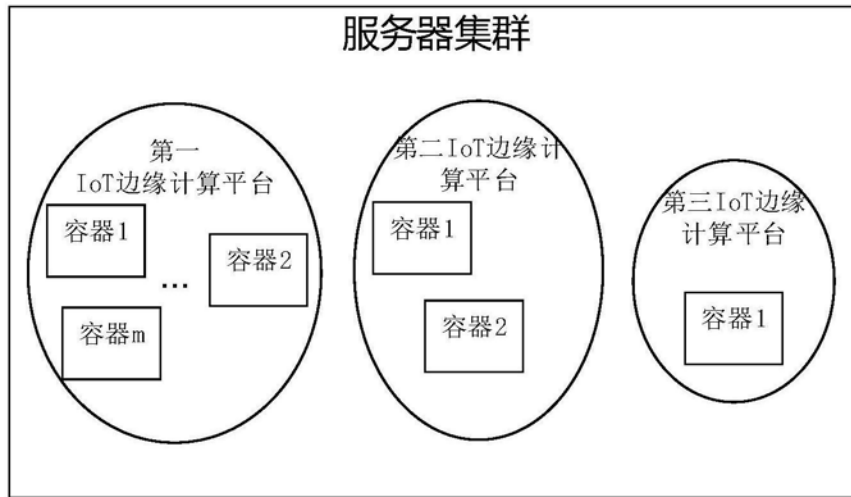 服务器集群
第一
IoT边缘计算平台
容器1
...
容器2
容器m
第二IoT边缘计
算平台
容器1
容器2
第三IoT边缘
计算平台
容器1